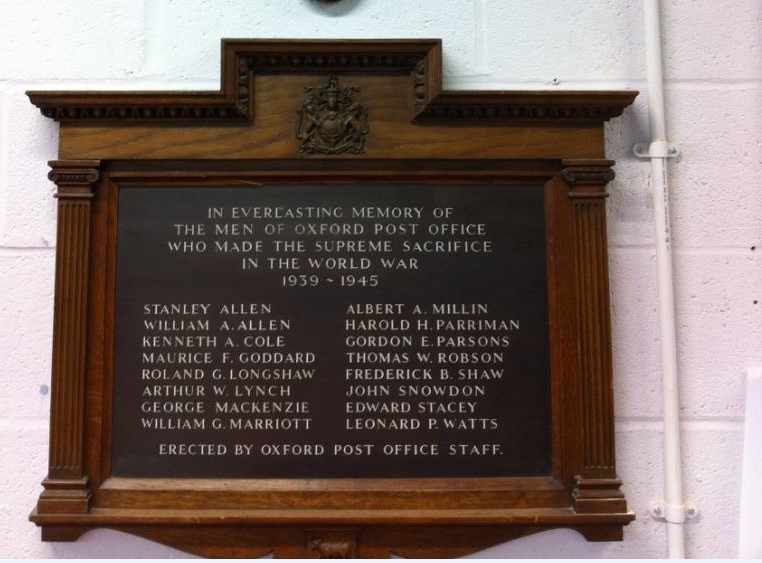 IN EVERLASTING MEMORY OF
THE MEN OF OXFORD POST OFFICE
WHO MADE THE SUPREME SACRIFICE
IN THE WORLD WAR
1939 ~ 1945
STANLEY ALLEN
WILLIAM A. ALLEN
KENNETH A. COLE
MAURICE F. GODDARD
ROLAND G. LONGSHAW
ARTHUR W. LYNCH
GEORGE MACKENZIE
WILLIAM G. MARRIOTT
ALBERT A. MILLIN
HAROLD H. PARRIMAN
GORDON E. PARSONS
THOMAS W. ROBSON
FREDERICK B. SHAW
JOHN SNOWDON
EDWARD STACEY
LEONARD P. WATTS
ERECTED BY OXFORD POST OFFICE STAFF.